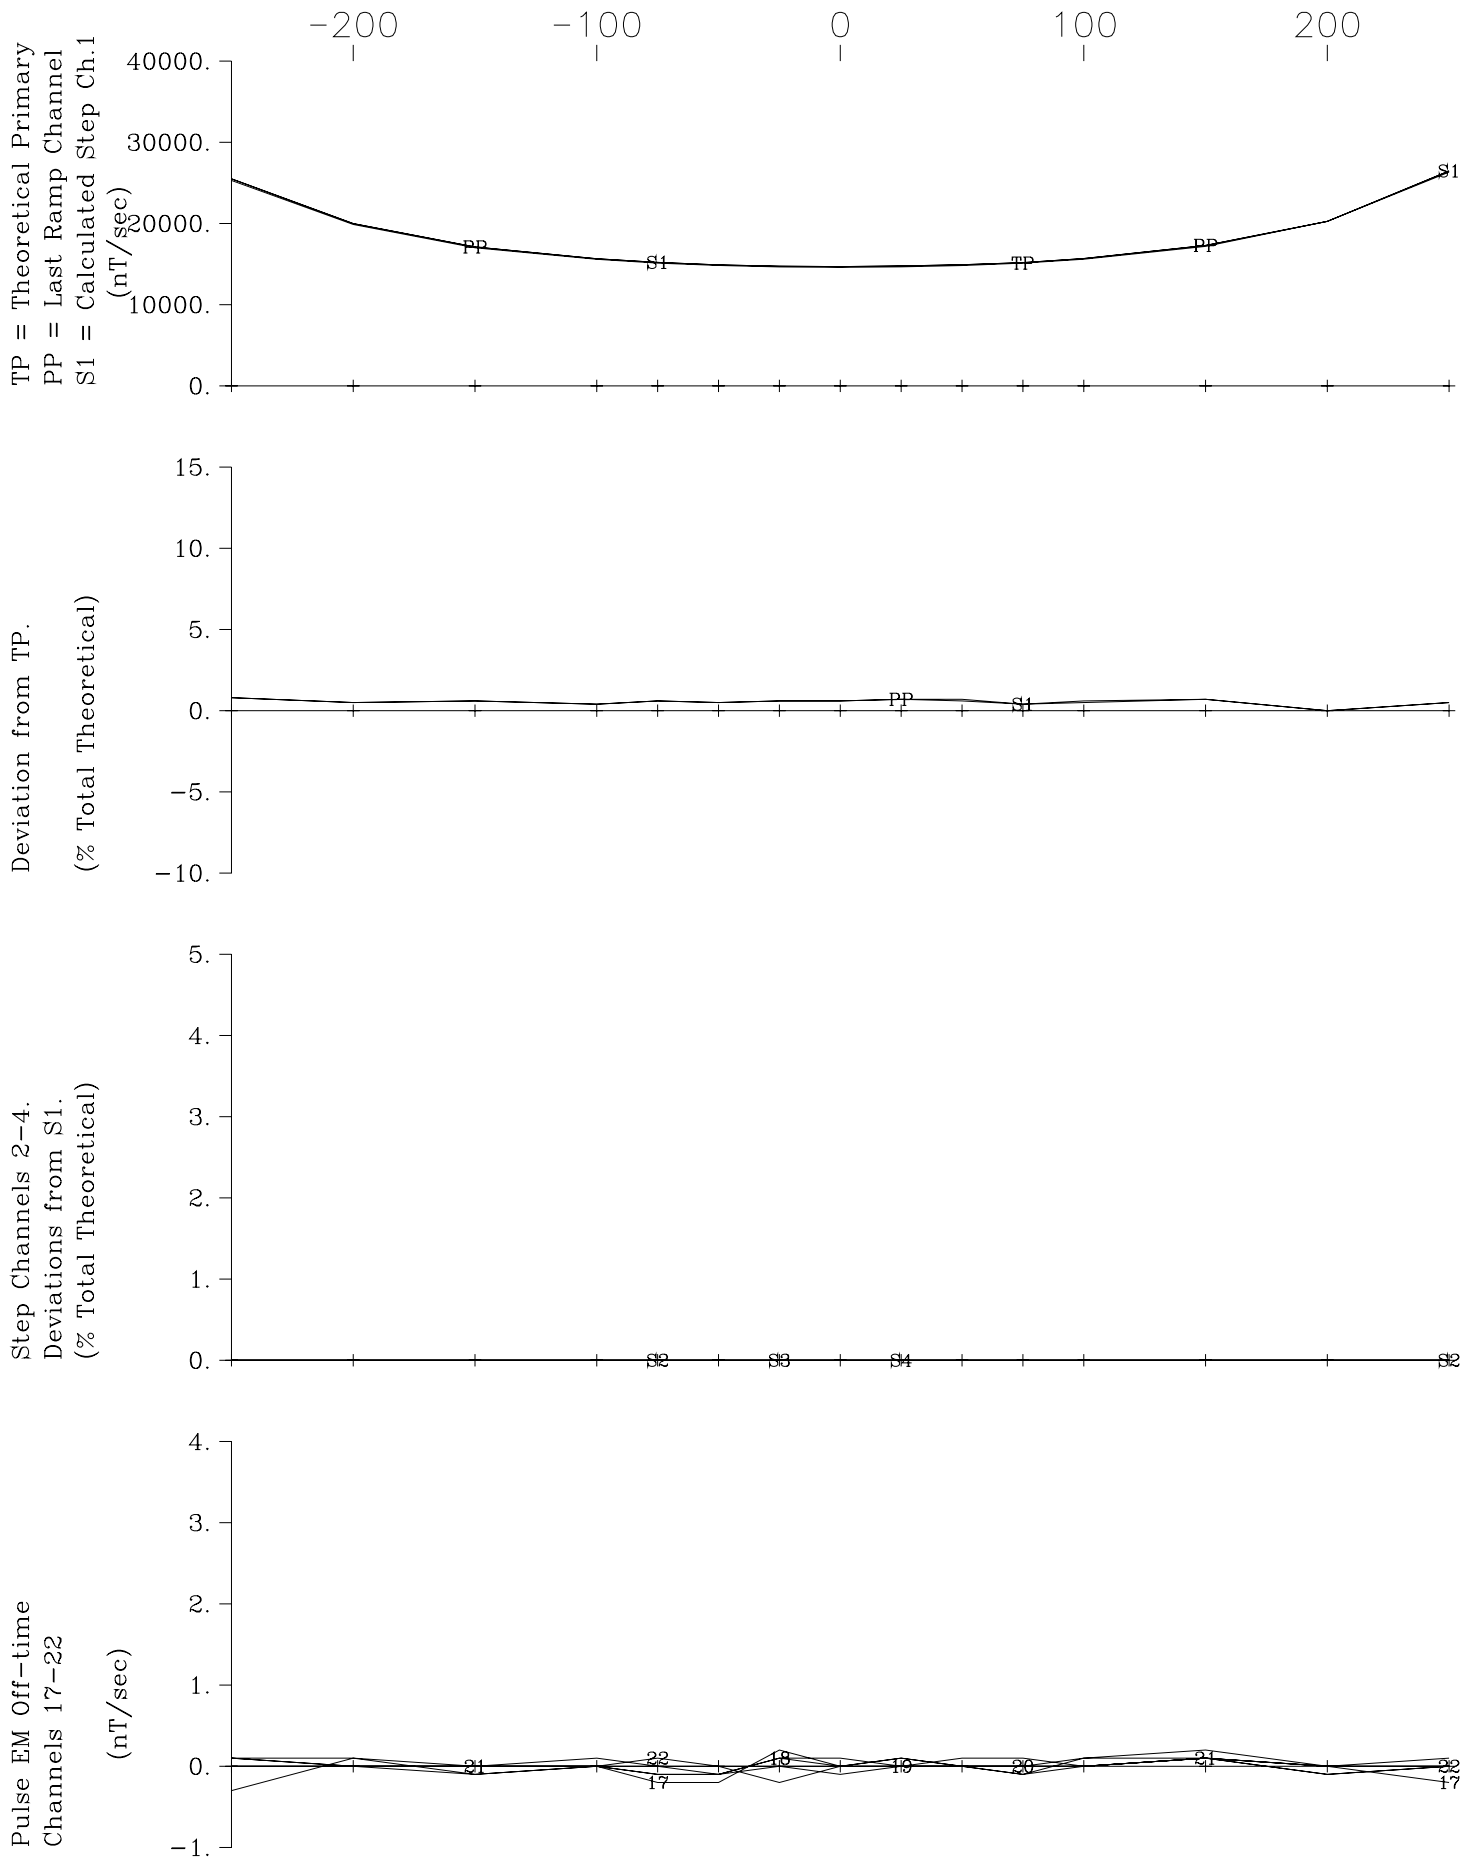 -200 -100 0 100 200
TP = Theoretical Primary
PP = Last Ramp Channel
S1 = Calculated Step Ch.1
(nT/sec)
40000.
30000.
20000.
10000.
0.
PP
S1
TP
PP
S1
Deviation from TP.
(% Total Theoretical)
15.
10.
5.
0.
-5.
-10.
PP
S1
Step Channels 2-4.
Deviations from S1.
(% Total Theoretical)
5.
4.
3.
2.
1.
0.
S2
S3
S4
S2
Pulse EM Off-time
Channels 17-22
(nT/sec)
4.
3.
2.
1.
0.
-1.
21
22
17
18
19
20
21
22
17